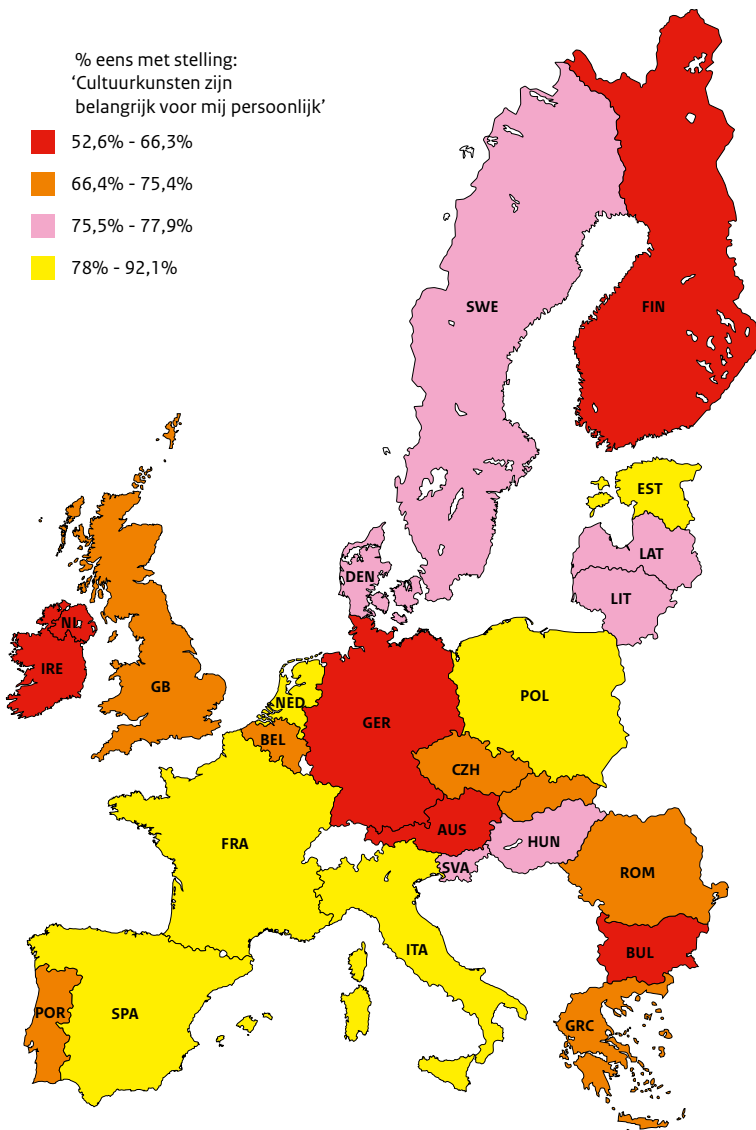 % eens met stelling:
‘Cultuurkunsten zijn
belangrijk voor mij persoonlijk’
52,6% - 66,3%
66,4% - 75,4%
75,5% - 77,9%
78% - 92,1%
SWE
FIN
EST
LAT
LIT
DEN
NL
IRE
GB
NED
BEL
GER
POL
CZH
FRA
AUS
HUN
SVA
ROM
ITA
BUL
POR
SPA
GRC